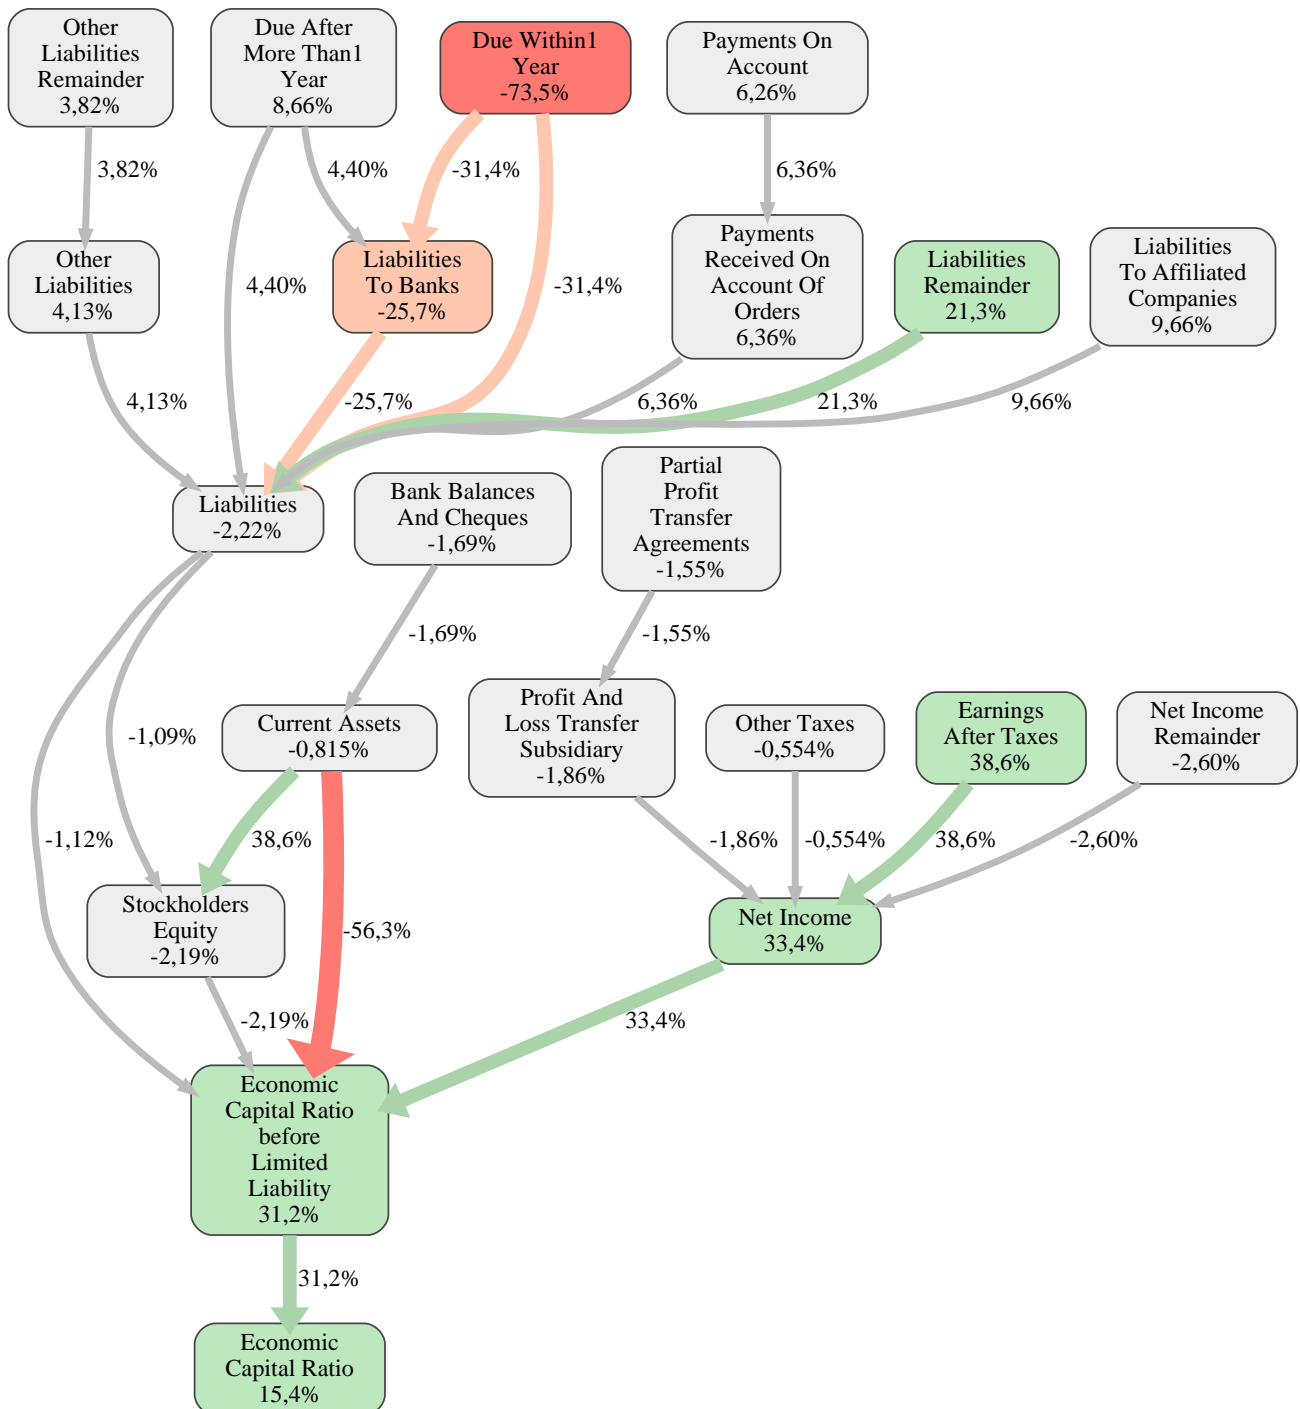 Other
Liabilities
Remainder
3,82%
Due After
More Than1
Year
8,66%
Due Within1
Year
-73,5%
Payments On
Account
6,26%
3,82%
4,40%
-31,4%
6,36%
Other
Liabilities
4,13%
4,40%
Liabilities
To Banks
-25,7%
-31,4%
Payments
Received On
Account Of
Orders
6,36%
Liabilities
Remainder
21,3%
Liabilities
To Affiliated
Companies
9,66%
4,13%
-25,7%
6,36%
21,3%
9,66%
Liabilities
-2,22%
Bank Balances
And Cheques
-1,69%
Partial
Profit
Transfer
Agreements
-1,55%
-1,69%
-1,55%
-1,09%
Current Assets
-0,815%
Profit And
Loss Transfer
Subsidiary
-1,86%
Other Taxes
-0,554%
Earnings
After Taxes
38,6%
Net Income
Remainder
-2,60%
-1,12%
38,6%
-1,86%
-0,554%
38,6%
-2,60%
Stockholders
Equity
-2,19%
-56,3%
Net Income
33,4%
-2,19%
33,4%
Economic
Capital Ratio
before
Limited
Liability
31,2%
31,2%
Economic
Capital Ratio
15,4%